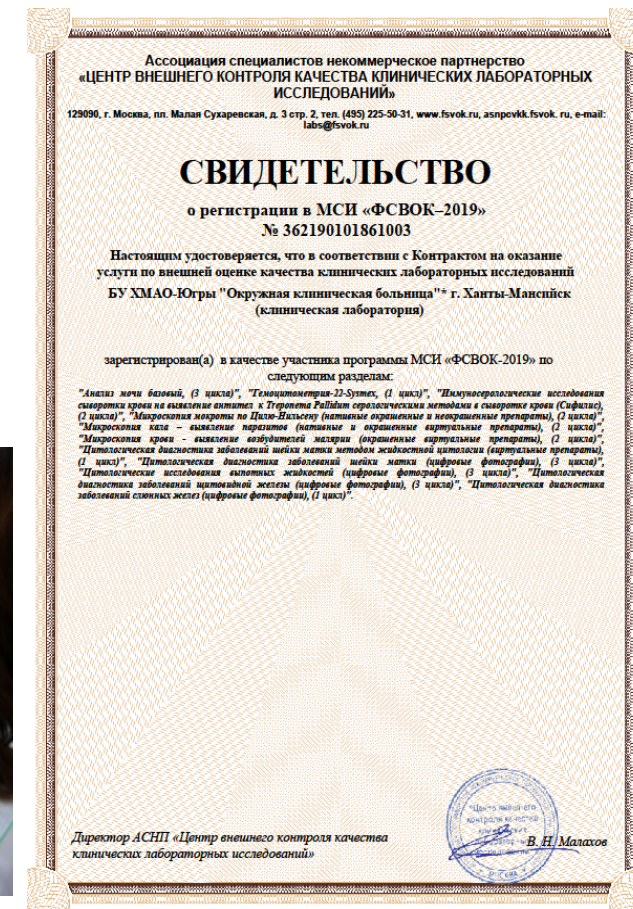 Ассоциация специалистов некоммерческое партнерство
«ЦЕНТР ВНЕШНЕГО КОНТРОЛЯ КАЧЕСТВА КЛИНИЧЕСКИХ ЛАБОРАТОРНЫХ
ИССЛЕДОВАНИЙ»
129090, г. Москва, пл. Малая Сухаревская, д. 3 стр. 2, тел. (495) 225-50-31, www.fsvok.ru, asnpcvkk.fsvok. ru, e-mail:
labs@fsvok.ru
СВИДЕТЕЛЬСТВО
о регистрации в МСИ «ФСВОК–2019»
№ 362190101861003
Настоящим удостоверяется, что в соответствии с Контрактом на оказание
услуги по внешней оценке качества клинических лабораторных исследований
БУ ХМАО-Югры "Окружная клиническая больница"* г. Ханты-Мансийск
(клиническая лаборатория)
зарегистрирован(а) в качестве участника программы МСИ «ФСВОК-2019» по
следующим разделам:
"Анализ мочи базовый, (3 цикла)", "Гемоцитометрия-22-Sysmex, (1 цикл)", "Иммуносерологические исследования
сыворотки крови на выявление антител к Treponema Pallidum серологическими методами в сыворотке крови (Сифилис),
(2 цикла)", "Микроскопия мокроты по Цилю-Нильсену (нативные окрашенные и неокрашенные препараты), (2 цикла)",
"Микроскопия кала – выявление паразитов (нативные и окрашенные виртуальные препараты), (2 цикла)",
"Микроскопия крови - выявление возбудителей малярии (окрашенные виртуальные препараты), (2 цикла)",
"Цитологическая диагностика заболеваний шейки матки методом жидкостной цитологии (виртуальные препараты),
(1 цикл)", "Цитологическая диагностика заболеваний шейки матки (цифровые фотографии), (3 цикла)",
"Цитологические исследования выпотных жидкостей (цифровые фотографии), (3 цикла)", "Цитологическая
диагностика заболеваний щитовидной железы (цифровые фотографии), (3 цикла)", "Цитологическая диагностика
заболеваний слюнных желез (цифровые фотографии), (1 цикл)".
"Центр внешнего
контроля качества
клинических
Директор АСНП «Центр внешнего контроля качества
клинических лабораторных исследований»
В. Н. Малахов
МОСКВА